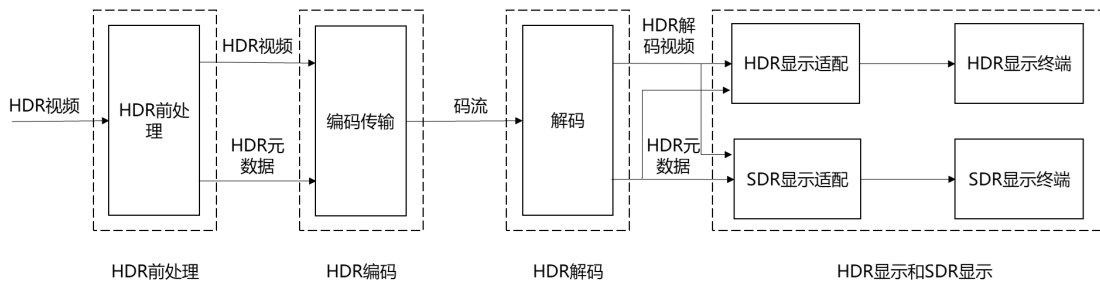 HDR视频
HDR前处
理
HDR视频
HDR元
数据
编码传输
码流
解码
HDR解
码视频
HDR元
数据
HDR显示适配
HDR显示终端
SDR显示适配
SDR显示终端
HDR前处理
HDR编码
HDR解码
HDR显示和SDR显示